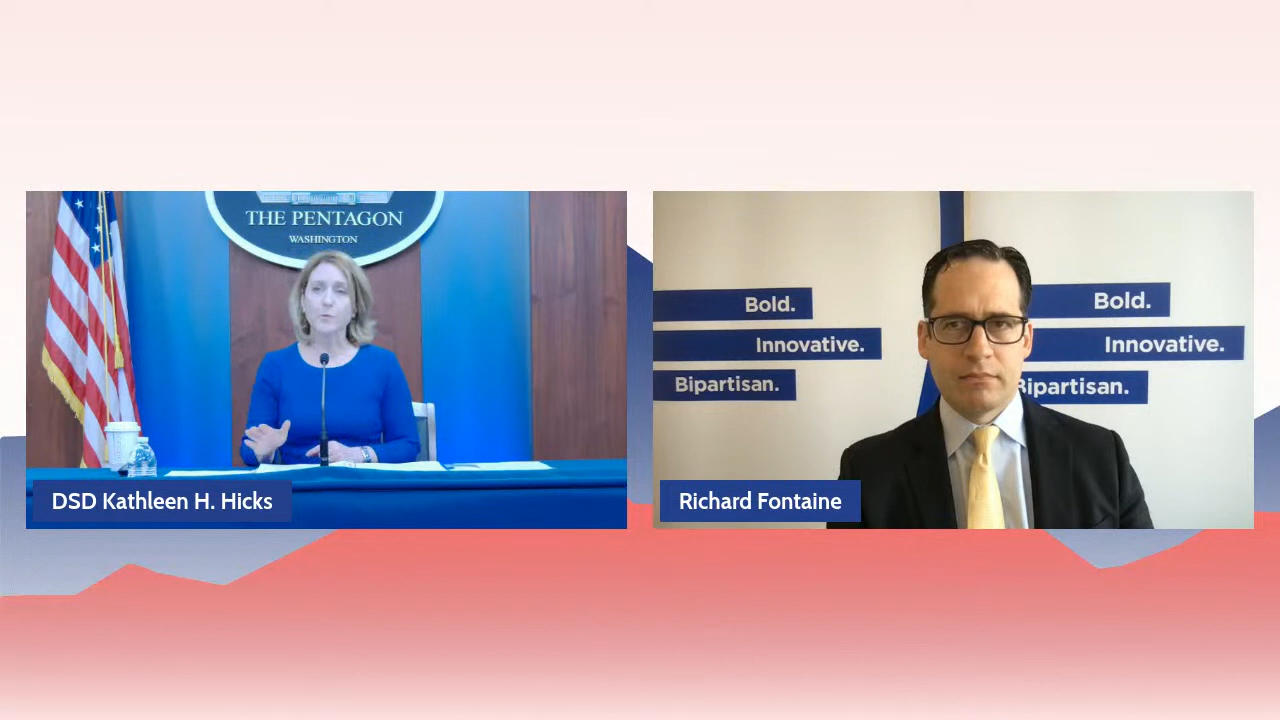 THE PENTAGON
WASHINGTON
DSD Kathleen H. Hicks
Bold.
Innovative.
Bipartisan.
Bold.
Innovative.
Bipartisan.
Richard Fontaine